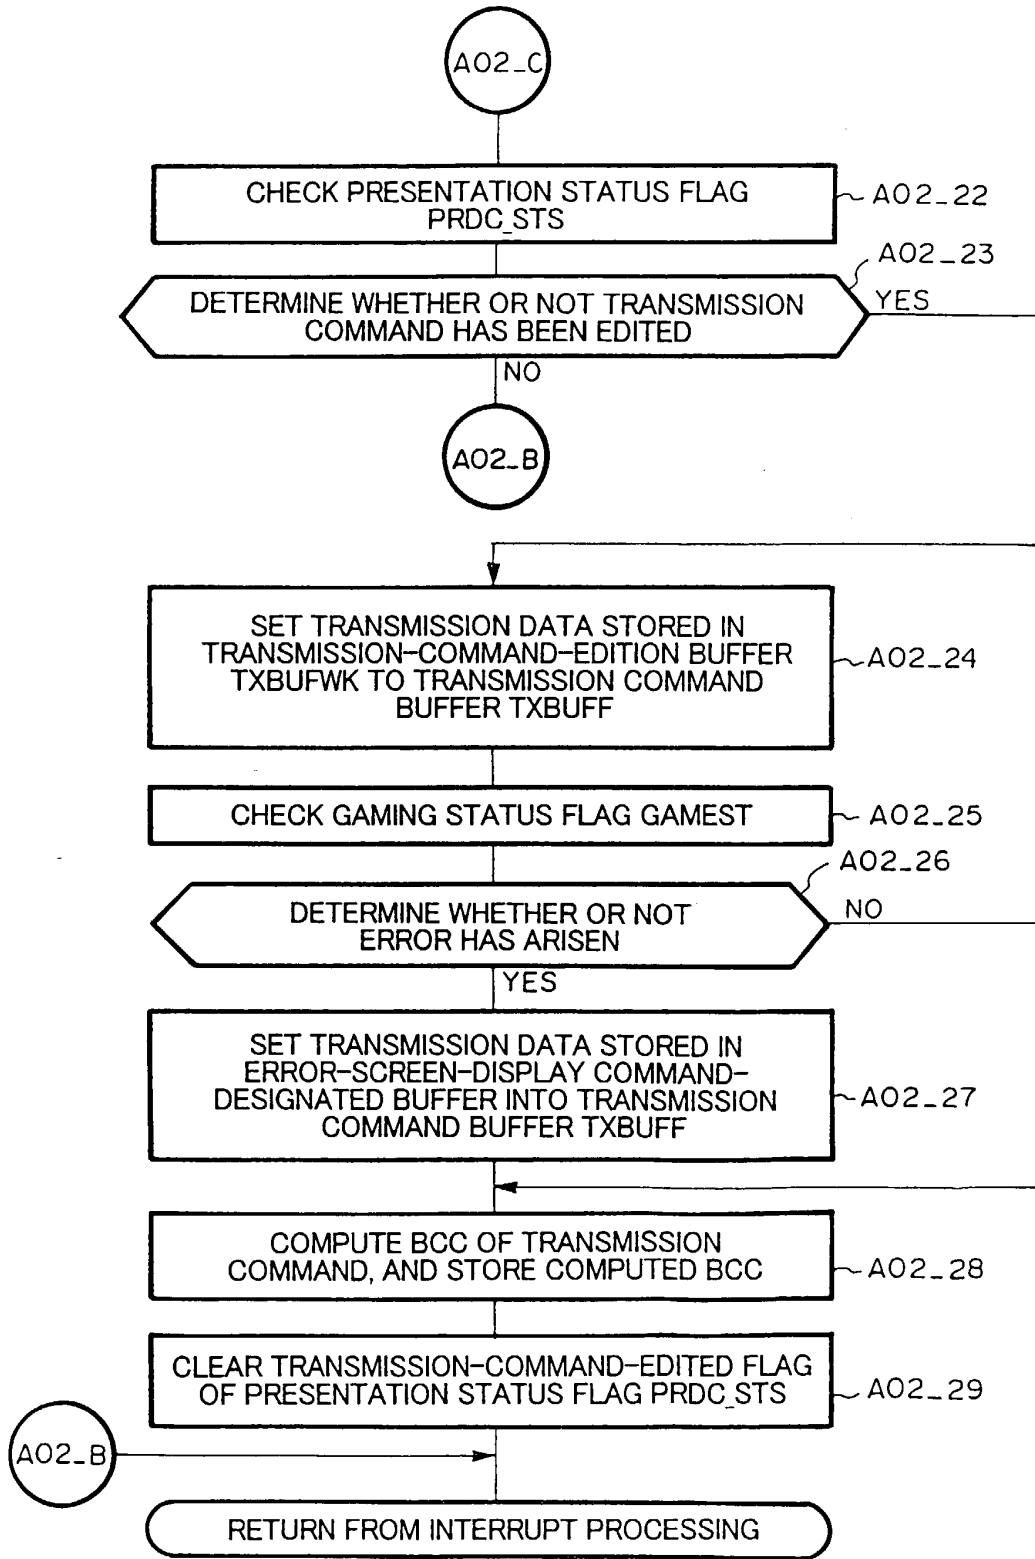 A02_C
CHECK PRESENTATION STATUS FLAG
PRDC_STS
A02_22
A02_23
DETERMINE WHETHER OR NOT TRANSMISSION
COMMAND HAS BEEN EDITED
YES
NO
A02_B
SET TRANSMISSION DATA STORED IN
TRANSMISSION-COMMAND-EDITION BUFFER
TXBUFWK TO TRANSMISSION COMMAND
BUFFER TXBUFF
A02_24
CHECK GAMING STATUS FLAG GAMEST
A02_25
A02_26
DETERMINE WHETHER OR NOT
ERROR HAS ARISEN
NO
YES
SET TRANSMISSION DATA STORED IN
ERROR-SCREEN-DISPLAY COMMAND-
DESIGNATED BUFFER INTO TRANSMISSION
COMMAND BUFFER TXBUFF
A02_27
COMPUTE BCC OF TRANSMISSION
COMMAND, AND STORE COMPUTED BCC
A02_28
CLEAR TRANSMISSION-COMMAND-EDITED FLAG
OF PRESENTATION STATUS FLAG PRDC_STS
A02_29
A02_B
RETURN FROM INTERRUPT PROCESSING